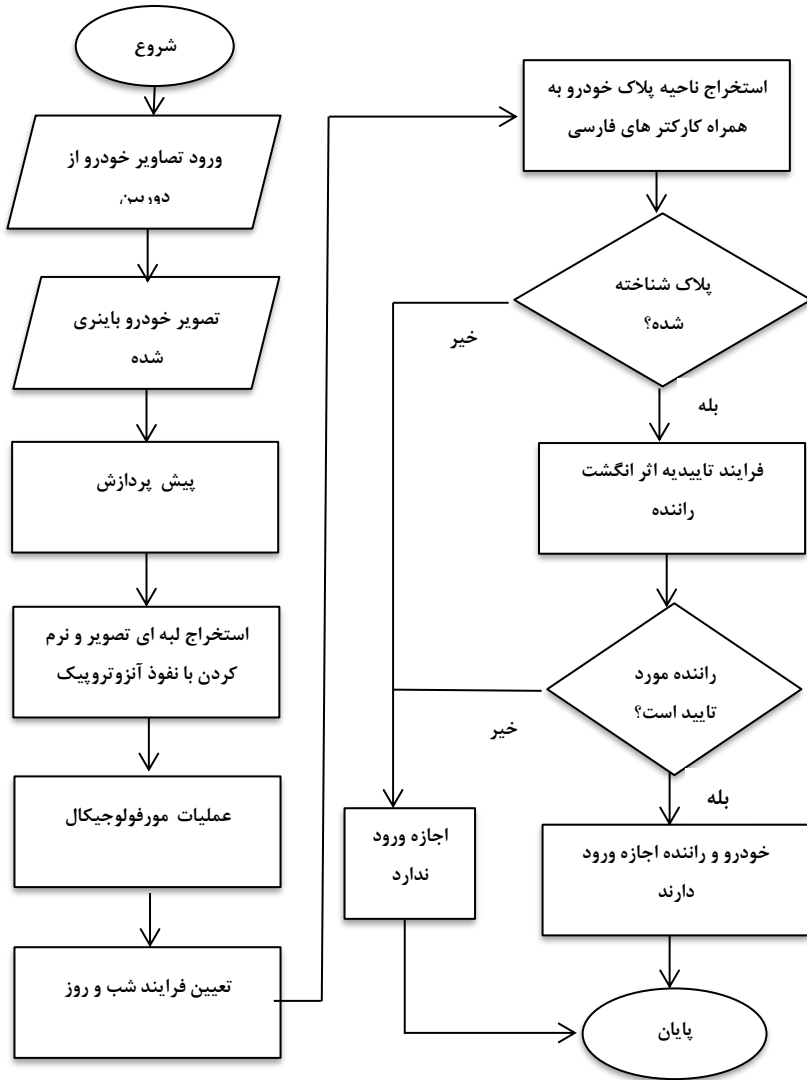 شروع
ورود تصاویر خودرو از
دوربین
تصویر خودرو باینری
شده
پیش پردازش
استخراج لبه ای تصویر و نرم
کردن با نفوذ آنزوتروپیک
عملیات مورفولوجیکال
تعیین فرایند شب و روز
استخراج ناحیه پلاک خودرو به
همراه کارکتر های فارسی
پلاک شناخته
شده؟
خیر
بله
فرایند تاییدیه اثر انگشت
راننده
راننده مورد
تایید است؟
خیر
بله
اجازه ورود
ندارد
خودرو و راننده اجازه ورود
دارند
پایان